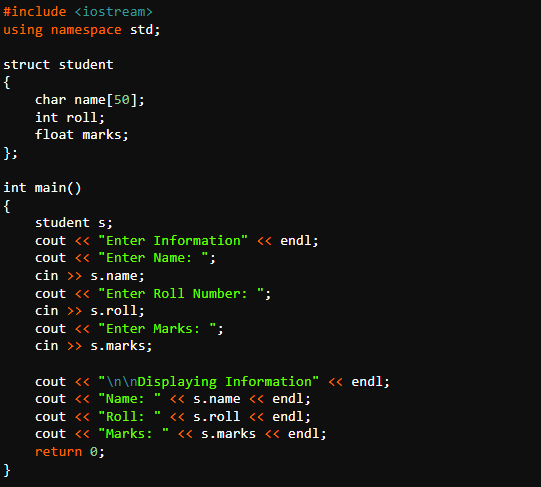 #include <iostream>
using namespace std;

struct student
{
    char name[50];
    int roll;
    float marks;
};

int main()
{
    student s;
    cout << "Enter Information" << endl;
    cout << "Enter Name: ";
    cin >> s.name;
    cout << "Enter Roll Number: ";
    cin >> s.roll;
    cout << "Enter Marks: ";
    cin >> s.marks;

    cout << "\n\nDisplaying Information" << endl;
    cout << "Name: " << s.name << endl;
    cout << "Roll: " << s.roll << endl;
    cout << "Marks: " << s.marks << endl;
    return 0;
}